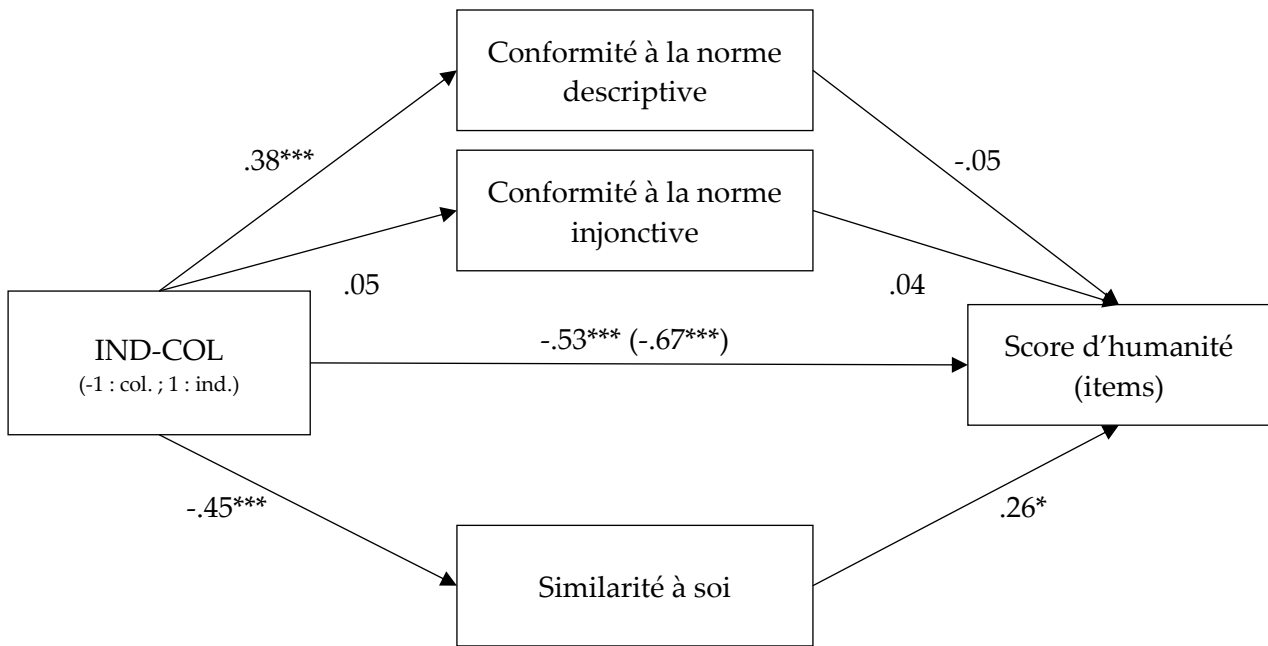 Conformité à la norme
descriptive
.38***
-.05
Conformité à la norme
injonctive
.05
.04
IND-COL
(-1 : col. ; 1 : ind.)
-.53*** (-.67***)
Score d’humanité
(items)
-.45***
.26*
Similarité à soi